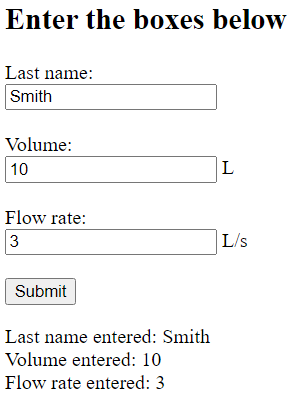 Enter the boxes below
Last name:
Smith
Volume:
10 L
Flow rate:
3 L/s
Submit
Last name entered: Smith
Volume entered: 10
Flow rate entered: 3